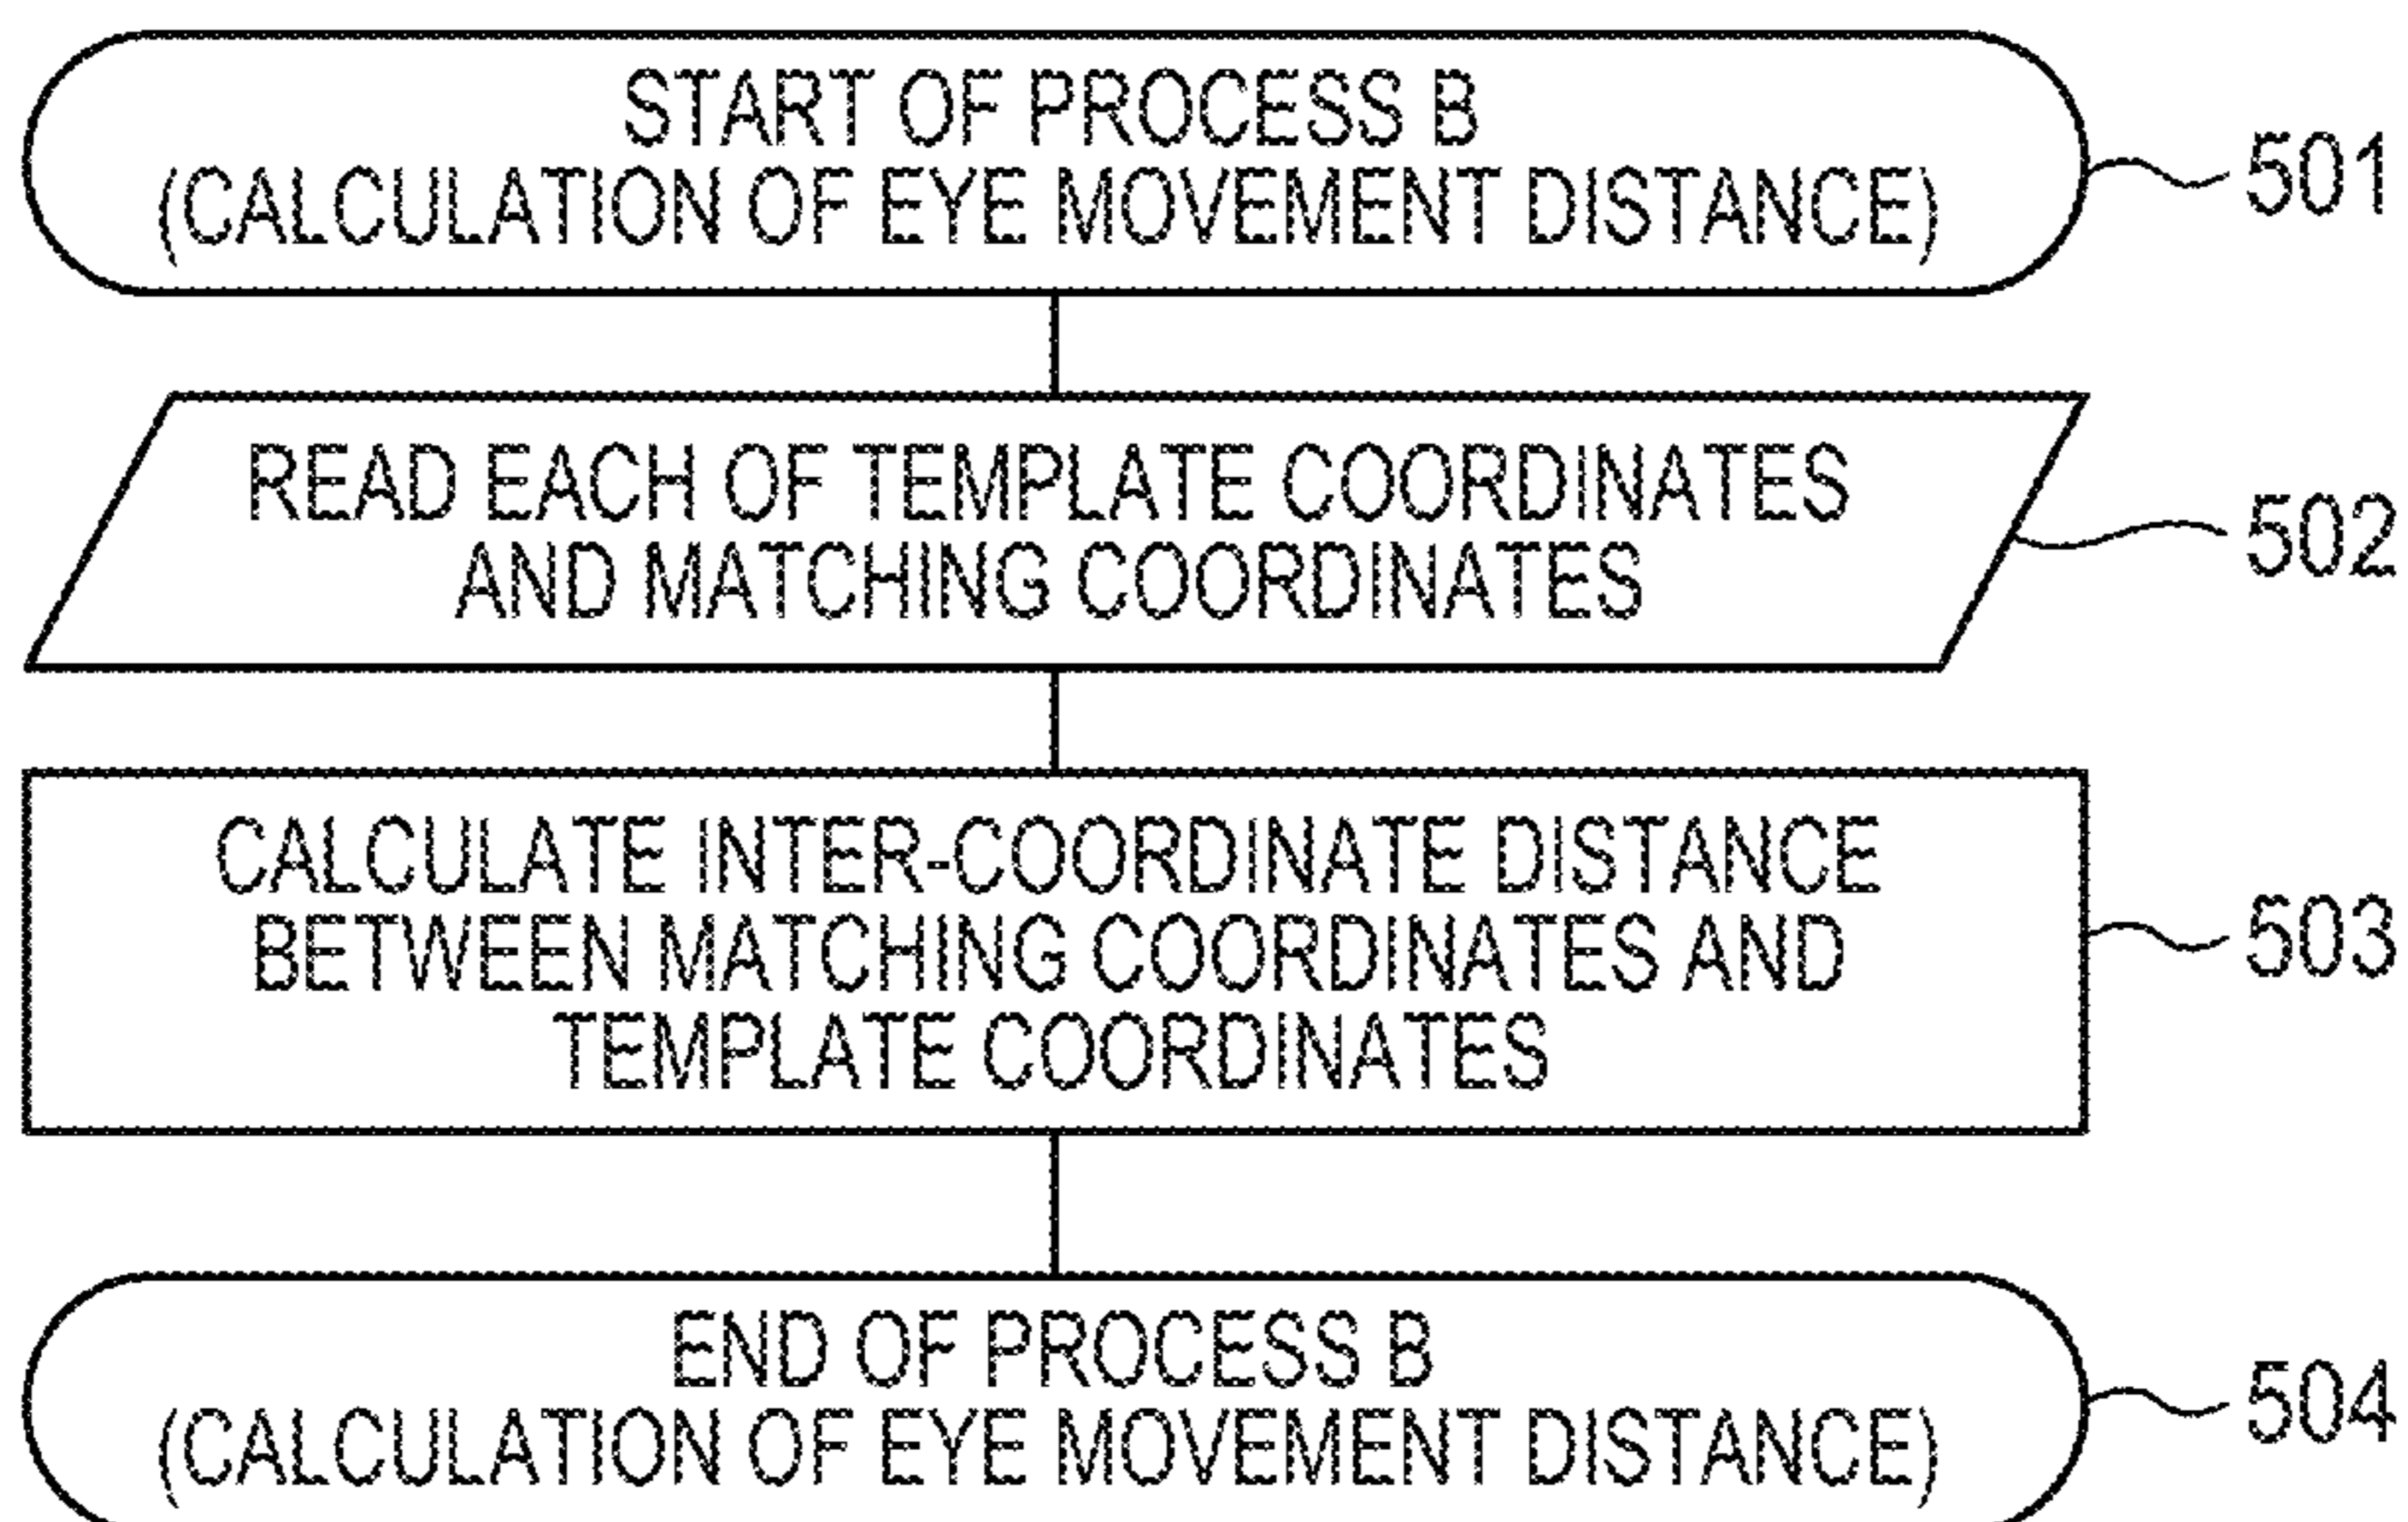 START OF PROCESS B
(CALCULATION OF EYE MOVEMENT DISTANCE)
501
READ EACH OF TEMPLATE COORDINATES
AND MATCHING COORDINATES
502
CALCULATE INTER-COORDINATE DISTANCE
BETWEEN MATCHING COORDINATES AND
TEMPLATE COORDINATES
503
END OF PROCESS B
(CALCULATION OF EYE MOVEMENT DISTANCE)
504